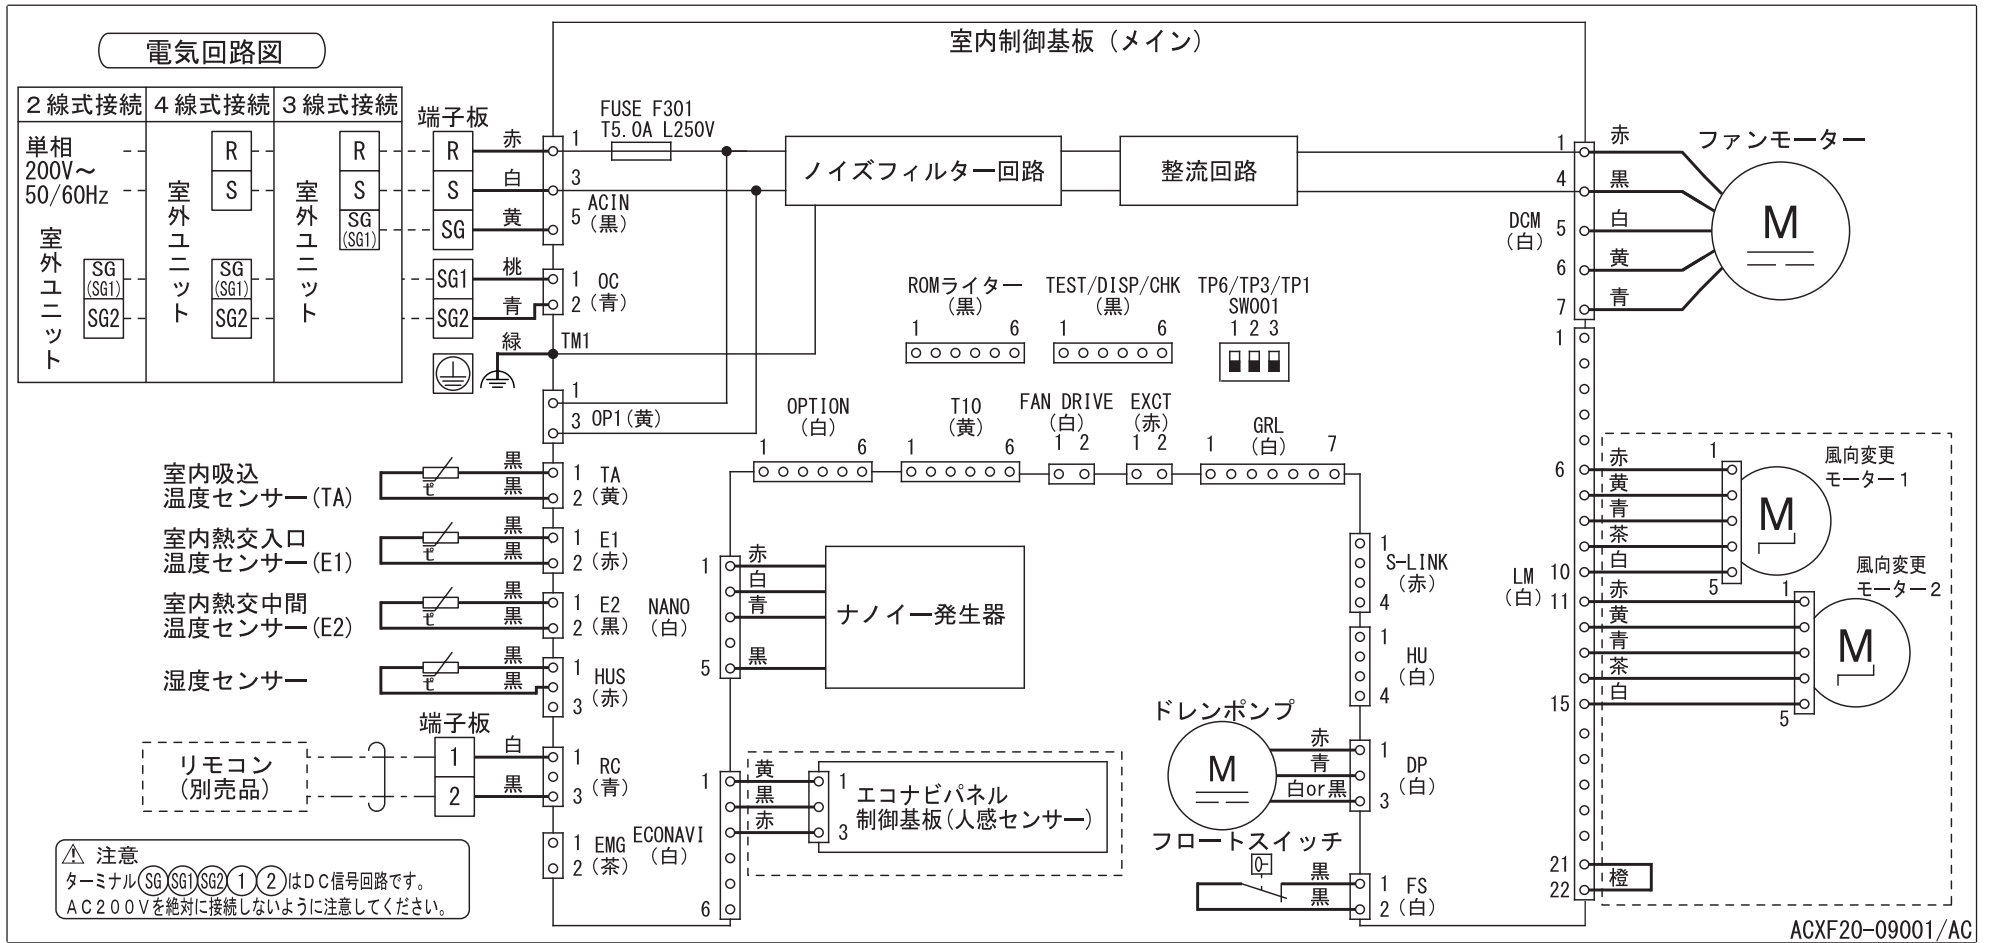 電気回路図
室内制御基板（メイン）
2線式接続
4線式接続
3線式接続
単相
200V～
50/60Hz
室外ユニット
SG
(SG1)
SG2
室外ユニット
R
S
SG
(SG1)
SG2
室外ユニット
R
S
SG
(SG1)
端子板
R
S
SG
SG1
SG2
赤
白
黄
桃
青
緑
1
3
5
ACIN
（黒）
1
2
OC
（青）
TM1
1
3
OP1（黄）
FUSE F301
T5.0A L250V
ノイズフィルター回路
整流回路
1
4
5
6
7
DCM
（白）
赤
黒
白
黄
青
ファンモーター
M
ROMライター
（黒）
1
6
TEST/DISP/CHK
（黒）
1
6
TP6/TP3/TP1
SW001
1 2 3
OPTION
（白）
1
6
T10
（黄）
1
6
FAN DRIVE
（白）
1 2
EXCT
（赤）
1 2
GRL
（白）
1
7
室内吸込
温度センサー(TA)
黒
黒
1
2
TA
（黄）
室内熱交入口
温度センサー(E1)
黒
黒
1
2
E1
（赤）
室内熱交中間
温度センサー(E2)
黒
黒
1
2
E2
（黒）
湿度センサー
黒
黒
1
3
HUS
（赤）
端子板
リモコン
（別売品）
1
2
白
黒
1
3
RC
（青）
1
2
EMG
（茶）
NANO
（白）
1
5
赤
白
青
黒
ナノイー発生器
ECONAVI
（白）
1
6
黄
黒
赤
1
3
エコナビパネル
制御基板(人感センサー)
1
4
S-LINK
（赤）
1
4
HU
（白）
ドレンポンプ
M
赤
青
白or黒
1
3
DP
（白）
フロートスイッチ
黒
黒
1
2
FS
（白）
LM
（白）
1
6
10
11
15
21
22
赤
黄
青
茶
白
赤
黄
青
茶
白
橙
1
5
風向変更
モーター1
M
1
5
風向変更
モーター2
M
注意
ターミナルSG SG1 SG2 1 2はDC信号回路です。
AC200Vを絶対に接続しないように注意してください。
ACXF20-09001/AC